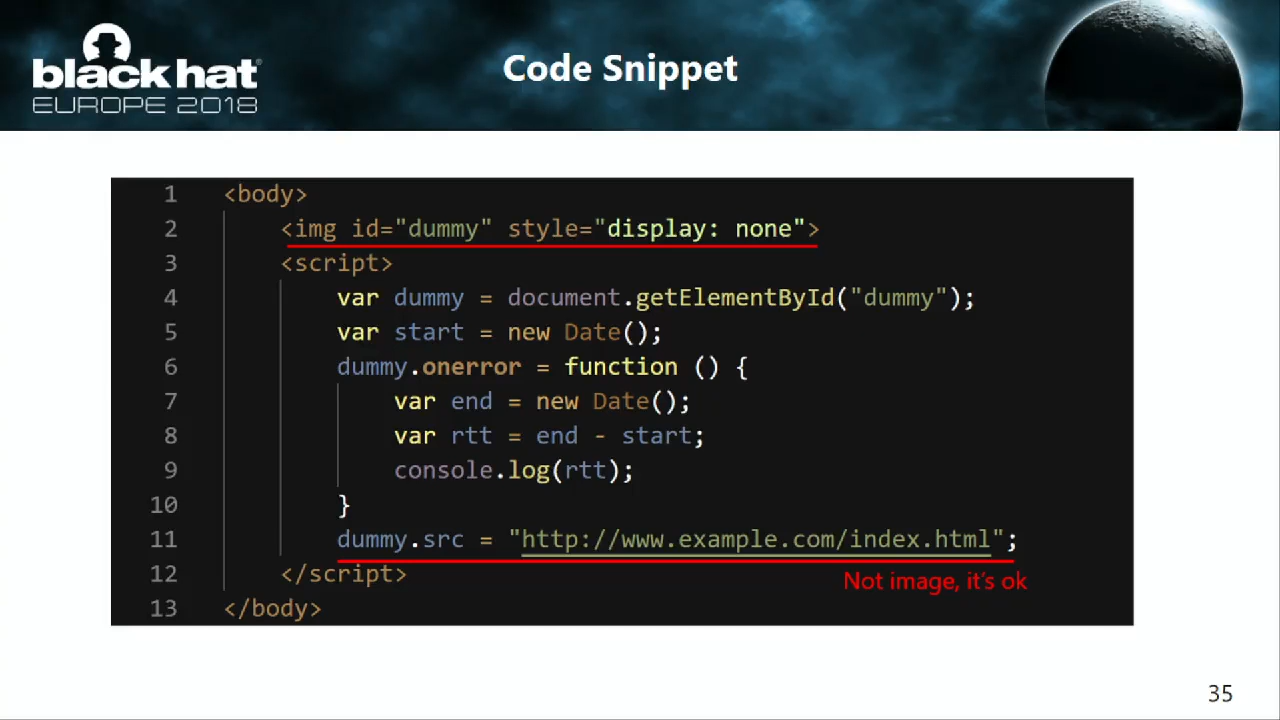 black hat
EUROPE 2018
Code Snippet
1 <body>
2 <img id="dummy" style="display: none">
3 <script>
4 var dummy = document.getElementById("dummy");
5 var start = new Date();
6 dummy.onerror = function () {
7 var end = new Date();
8 var rtt = end - start;
9 console.log(rtt);
10 }
11 dummy.src = "http://www.example.com/index.html";
12 </script>
Not image, it's ok
13 </body>
35